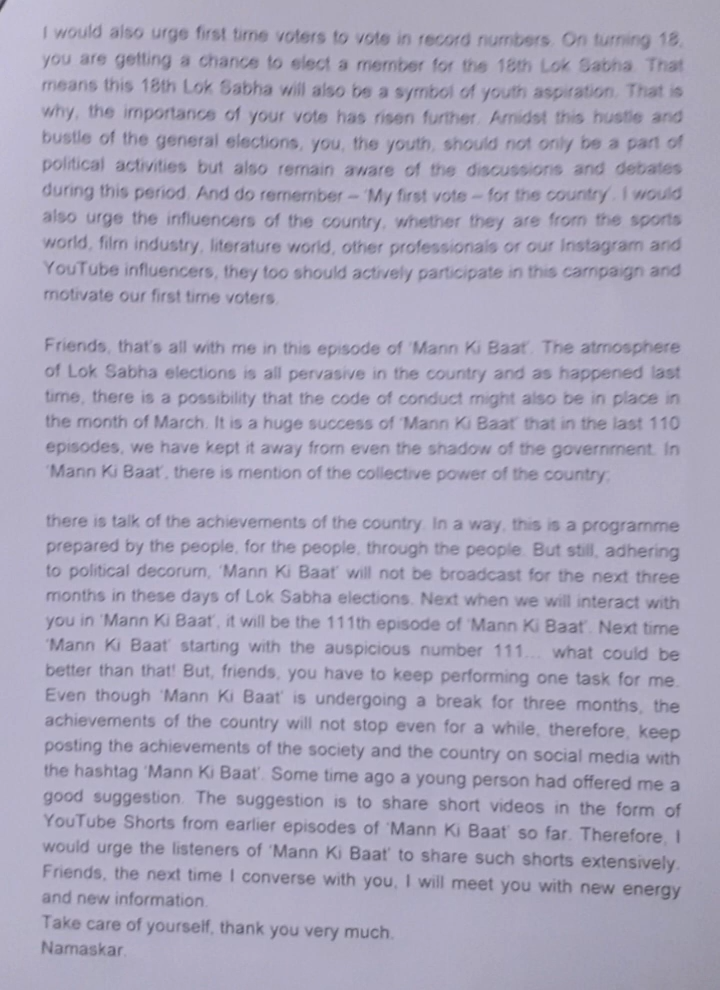 I would also urge first time voters to vote in record numbers. On turning 18,
you are getting a chance to elect a member for the 18th Lok Sabha. That
means this 18th Lok Sabha will also be a symbol of youth aspiration. That is
why, the importance of your vote has risen further. Amidst this hustle and
bustle of the general elections, you, the youth, should not only be a part of
political activities but also remain aware of the discussions and debates
during this period. And do remember – ‘My first vote – for the country’. I would
also urge the influencers of the country, whether they are from the sports
world, film industry, literature world, other professionals or our Instagram and
YouTube influencers, they too should actively participate in this campaign and
motivate our first time voters.
Friends, that's all with me in this episode of ‘Mann Ki Baat’. The atmosphere
of Lok Sabha elections is all pervasive in the country and as happened last
time, there is a possibility that the code of conduct might also be in place in
the month of March. It is a huge success of ‘Mann Ki Baat’ that in the last 110
episodes, we have kept it away from even the shadow of the government. In
‘Mann Ki Baat’, there is mention of the collective power of the country;
there is talk of the achievements of the country. In a way, this is a programme
prepared by the people, for the people, through the people. But still, adhering
to political decorum, ‘Mann Ki Baat’ will not be broadcast for the next three
months in these days of Lok Sabha elections. Next when we will interact with
you in ‘Mann Ki Baat’, it will be the 111th episode of ‘Mann Ki Baat’. Next time
‘Mann Ki Baat’ starting with the auspicious number 111... what could be
better than that! But, friends, you have to keep performing one task for me.
Even though ‘Mann Ki Baat’ is undergoing a break for three months, the
achievements of the country will not stop even for a while, therefore, keep
posting the achievements of the society and the country on social media with
the hashtag ‘Mann Ki Baat’. Some time ago a young person had offered me a
good suggestion. The suggestion is to share short videos in the form of
YouTube Shorts from earlier episodes of ‘Mann Ki Baat’ so far. Therefore, I
would urge the listeners of ‘Mann Ki Baat’ to share such shorts extensively.
Friends, the next time I converse with you, I will meet you with new energy
and new information.
Take care of yourself, thank you very much.
Namaskar.